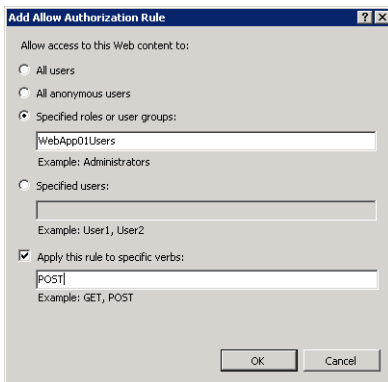 Add Allow Authorization Rule
Allow access to this Web content to:
All users
All anonymous users
Specified roles or user groups:
WebApp01Users
Example: Administrators
Specified users:
Example: User1, User2
Apply this rule to specific verbs:
POST
Example: GET, POST
OK Cancel